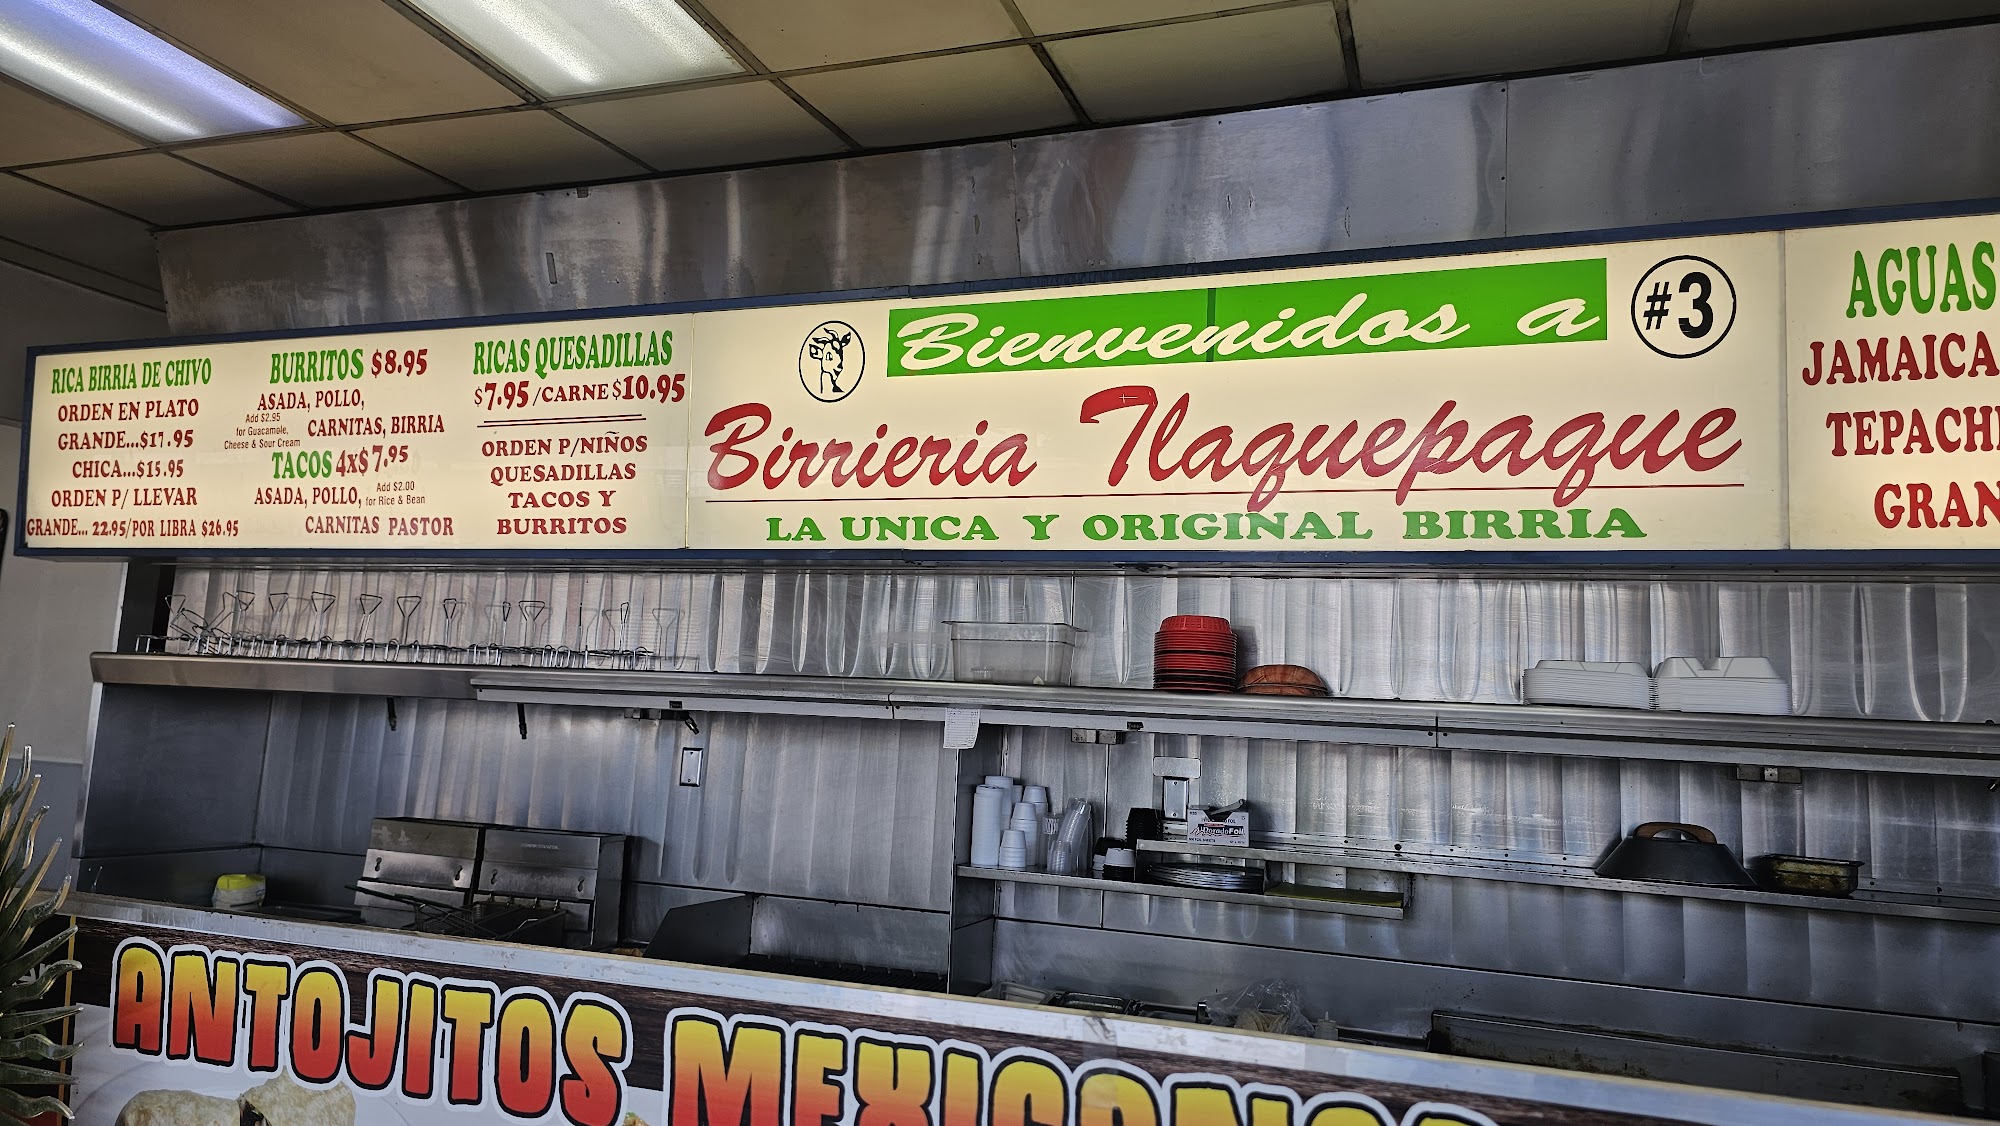 RICA BIRRIA DE CHIVO
ORDEN EN PLATO
GRANDE...$17.95
CHICA...$15.95
ORDEN P/ LLEVAR
GRANDE... 22.95/POR LIBRA $26.95
BURRITOS $8.95
ASADA, POLLO,
CARNITAS, BIRRIA
Add $2.95
for Guacamole,
Cheese & Sour Cream
TACOS 4x$7.95
ASADA, POLLO,
Add $2.00
for Rice & Bean
CARNITAS PASTOR
RICAS QUESADILLAS
$7.95/CARNE $10.95
ORDEN P/NIÑOS
QUESADILLAS
TACOS Y
BURRITOS
Bienvenidos a
#3
Birrieria Tlaquepaque
LA UNICA Y ORIGINAL BIRRIA
AGUAS
JAMAICA
TEPACH
GRAN
ElDoradoFoil
ANTOJITOS MEXICANOS